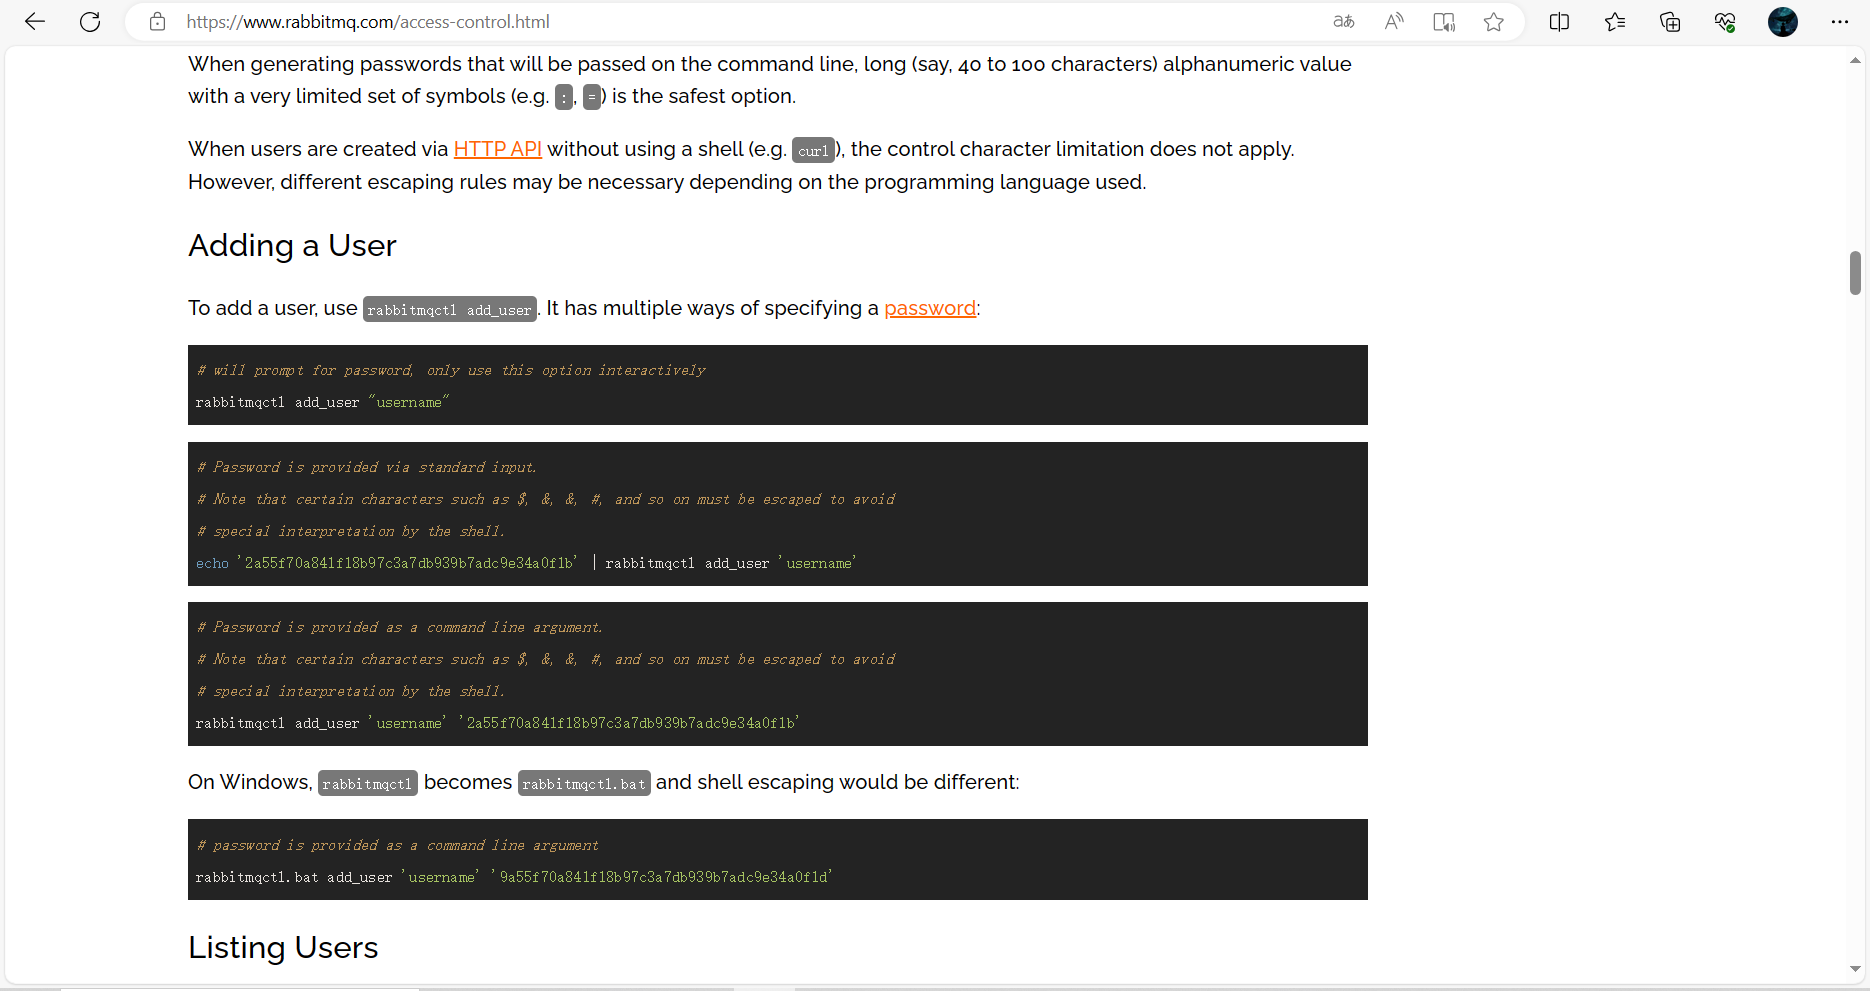 https://www.rabbitmq.com/access-control.html
When generating passwords that will be passed on the command line, long (say, 40 to 100 characters) alphanumeric value
with a very limited set of symbols (e.g. :, =) is the safest option.
When users are created via HTTP API without using a shell (e.g. curl), the control character limitation does not apply.
However, different escaping rules may be necessary depending on the programming language used.
Adding a User
To add a user, use rabbitmqctl add_user. It has multiple ways of specifying a password:
# will prompt for password, only use this option interactively
rabbitmqctl add_user "username"
# Password is provided via standard input.
# Note that certain characters such as $, &, &, #, and so on must be escaped to avoid
# special interpretation by the shell.
echo '2a55f70a841f18b97c3a7db939b7adc9e34a0f1b' | rabbitmqctl add_user 'username'
# Password is provided as a command line argument.
# Note that certain characters such as $, &, &, #, and so on must be escaped to avoid
# special interpretation by the shell.
rabbitmqctl add_user 'username' '2a55f70a841f18b97c3a7db939b7adc9e34a0f1b'
On Windows, rabbitmqctl becomes rabbitmqctl.bat and shell escaping would be different:
# password is provided as a command line argument
rabbitmqctl.bat add_user 'username' '9a55f70a841f18b97c3a7db939b7adc9e34a0f1d'
Listing Users